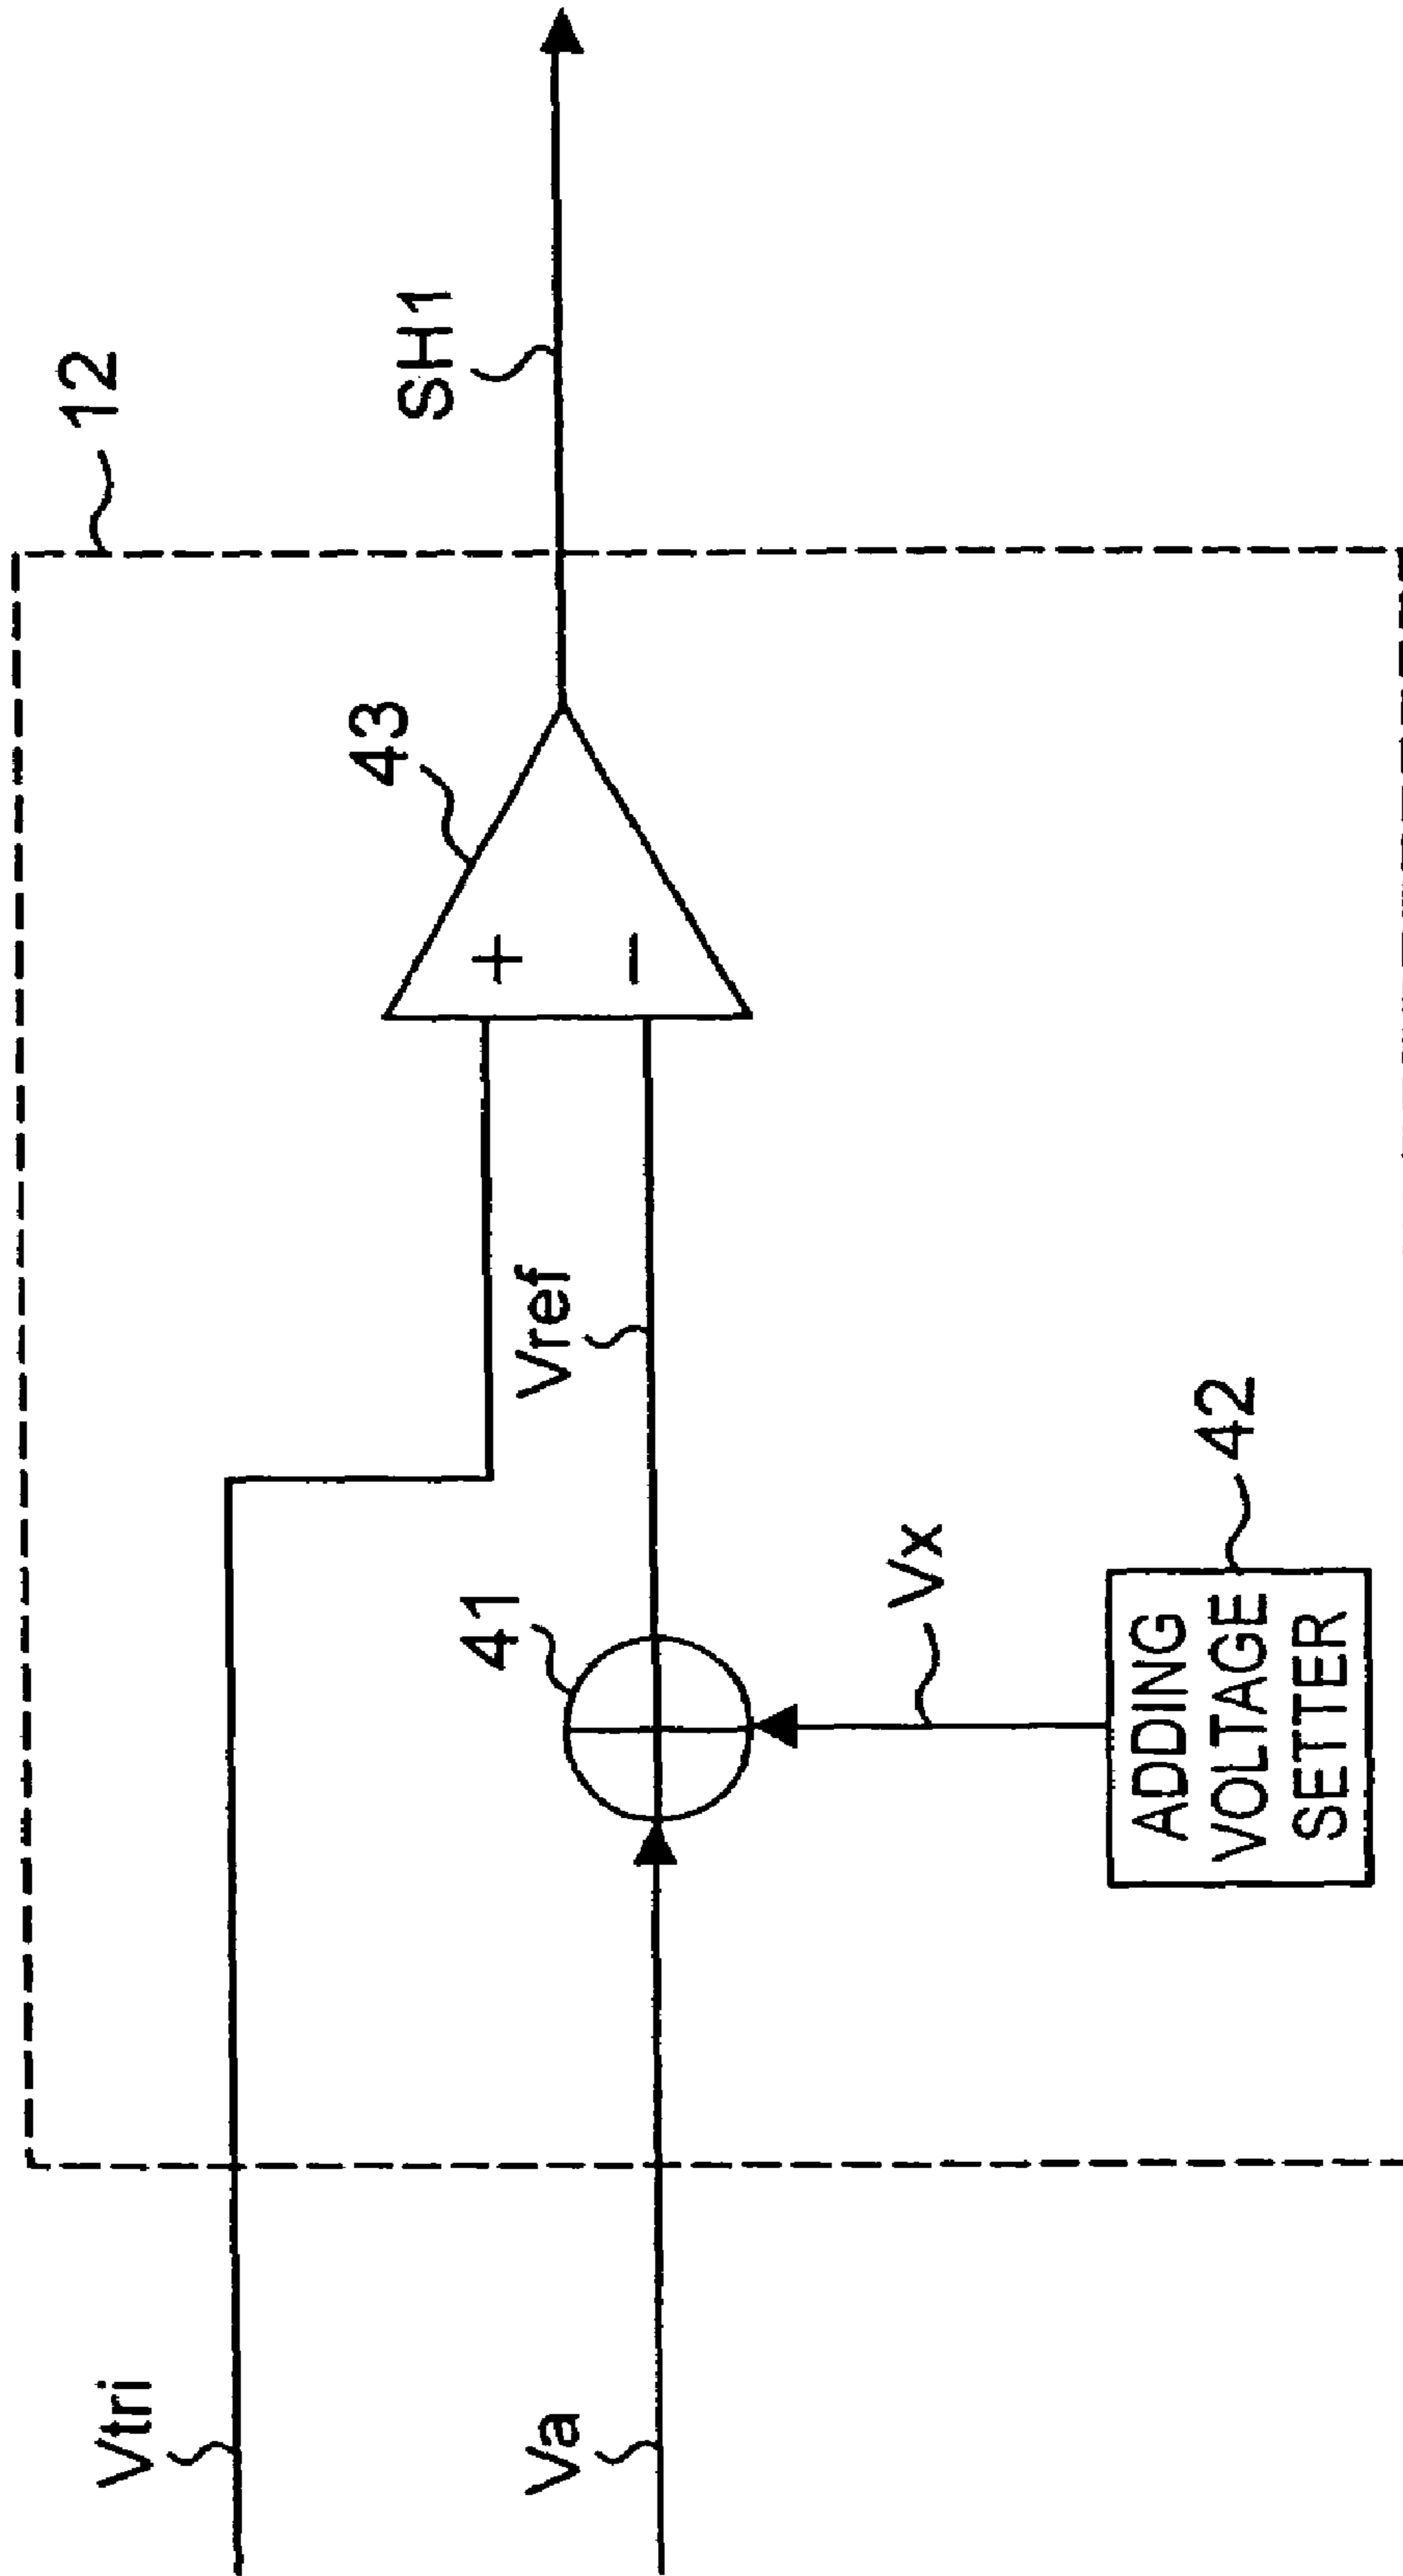 12
Vtri
43
SH1
+
Vref
−
41
Va
Vx
42
ADDING
VOLTAGE
SETTER